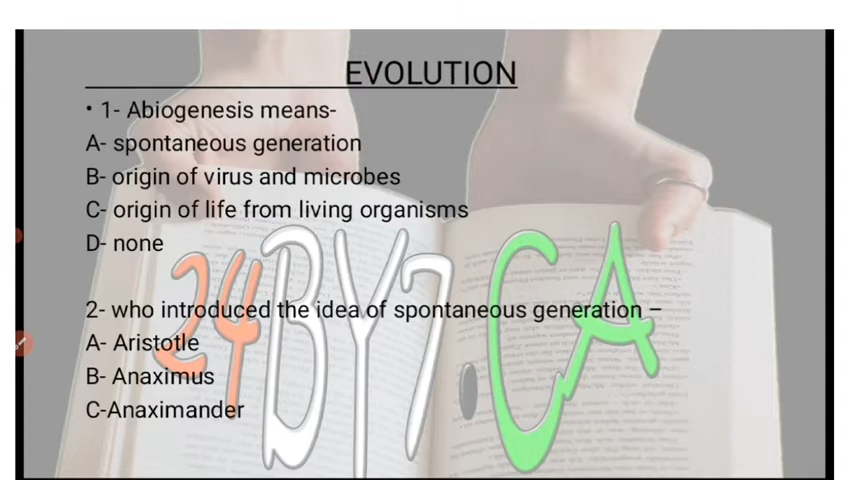 EVOLUTION
• 1- Abiogenesis means-
A- spontaneous generation
B- origin of virus and microbes
C- origin of life from living organisms
D- none
2- who introduced the idea of spontaneous generation –
A- Aristotle
B- Anaximus
C-Anaximander
24BY7.CA